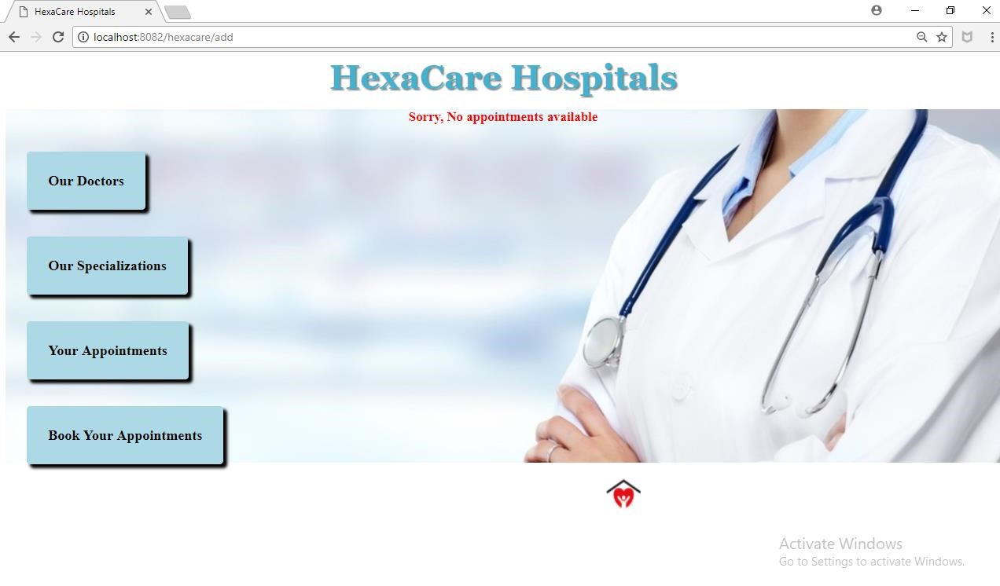 HexaCare Hospitals
localhost:8082/hexacare/add
HexaCare Hospitals
Sorry, No appointments available
Our Doctors
Our Specializations
Your Appointments
Book Your Appointments
Activate Windows
Go to Settings to activate Windows.